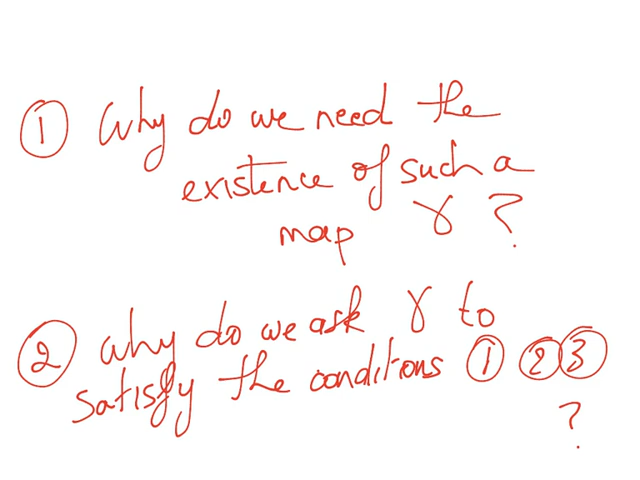 ① Why do we need the
existence of such a
map γ ?
② Why do we ask γ to
satisfy the conditions ① ② ③
?